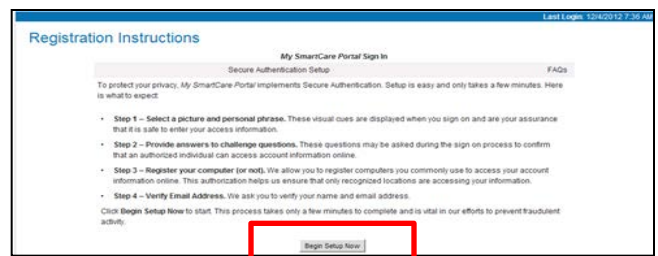 Last Login: 12/4/2012 7:36 AM
Registration Instructions
My SmartCare Portal Sign In
Secure Authentication Setup FAQs
To protect your privacy, My SmartCare Portal implements Secure Authentication. Setup is easy and only takes a few minutes. Here
is what to expect:
• Step 1 – Select a picture and personal phrase. These visual cues are displayed when you sign on and are your assurance
that it is safe to enter your access information.
• Step 2 – Provide answers to challenge questions. These questions may be asked during the sign on process to confirm
that an authorized individual can access account information online.
• Step 3 – Register your computer (or not). We allow you to register computers you commonly use to access your account
information online. This authorization helps us ensure that only recognized locations are accessing your information.
• Step 4 – Verify Email Address. We ask you to verify your name and email address.
Click Begin Setup Now to start. This process takes only a few minutes to complete and is vital in our efforts to prevent fraudulent
activity.
Begin Setup Now